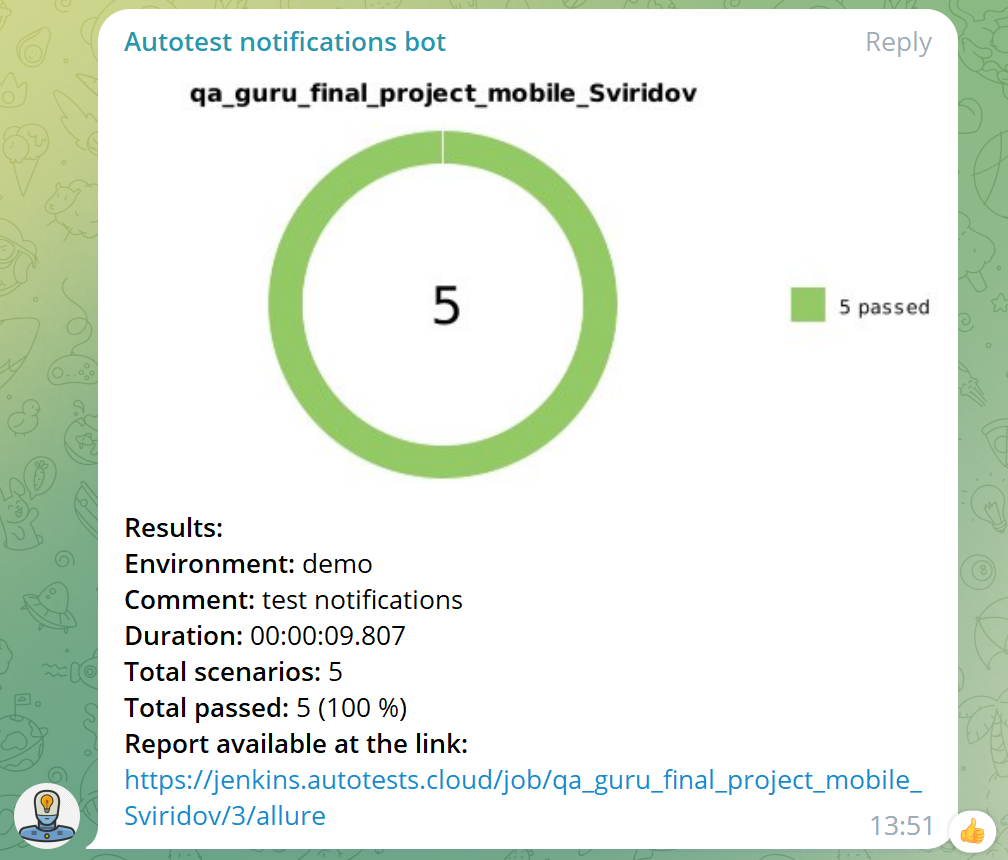 Autotest notifications bot Reply
qa_guru_final_project_mobile_Sviridov
5
5 passed
Results:
Environment: demo
Comment: test notifications
Duration: 00:00:09.807
Total scenarios: 5
Total passed: 5 (100 %)
Report available at the link:
https://jenkins.autotests.cloud/job/qa_guru_final_project_mobile_
Sviridov/3/allure
13:51